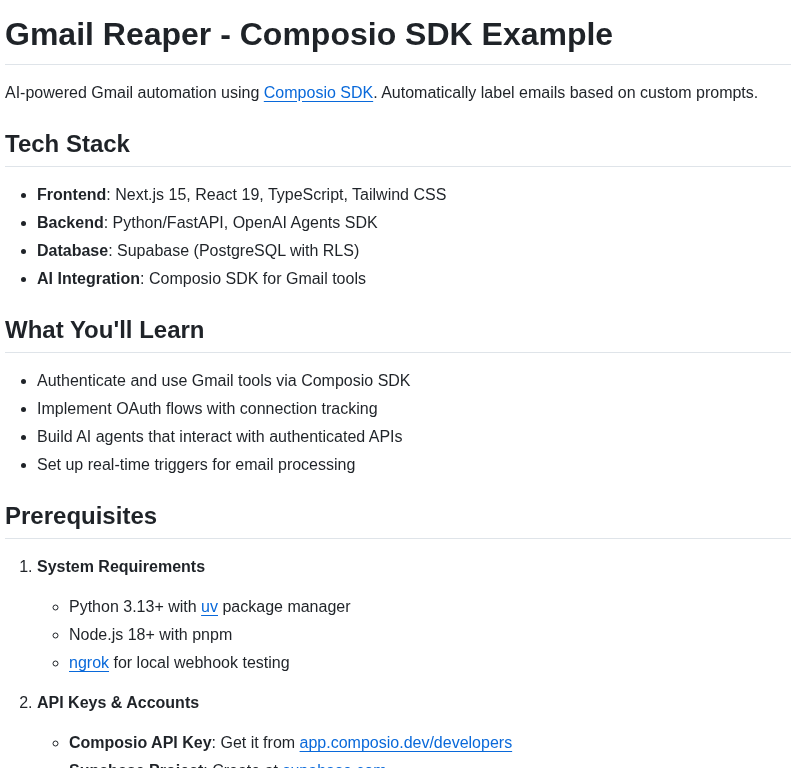 Gmail Reaper - Composio SDK Example
AI-powered Gmail automation using Composio SDK. Automatically label emails based on custom prompts.
Tech Stack
Frontend: Next.js 15, React 19, TypeScript, Tailwind CSS
Backend: Python/FastAPI, OpenAI Agents SDK
Database: Supabase (PostgreSQL with RLS)
AI Integration: Composio SDK for Gmail tools
What You'll Learn
Authenticate and use Gmail tools via Composio SDK
Implement OAuth flows with connection tracking
Build AI agents that interact with authenticated APIs
Set up real-time triggers for email processing
Prerequisites
1. System Requirements
Python 3.13+ with uv package manager
Node.js 18+ with pnpm
ngrok for local webhook testing
2. API Keys & Accounts
Composio API Key: Get it from app.composio.dev/developers
Supabase Project: Create at supabase.com